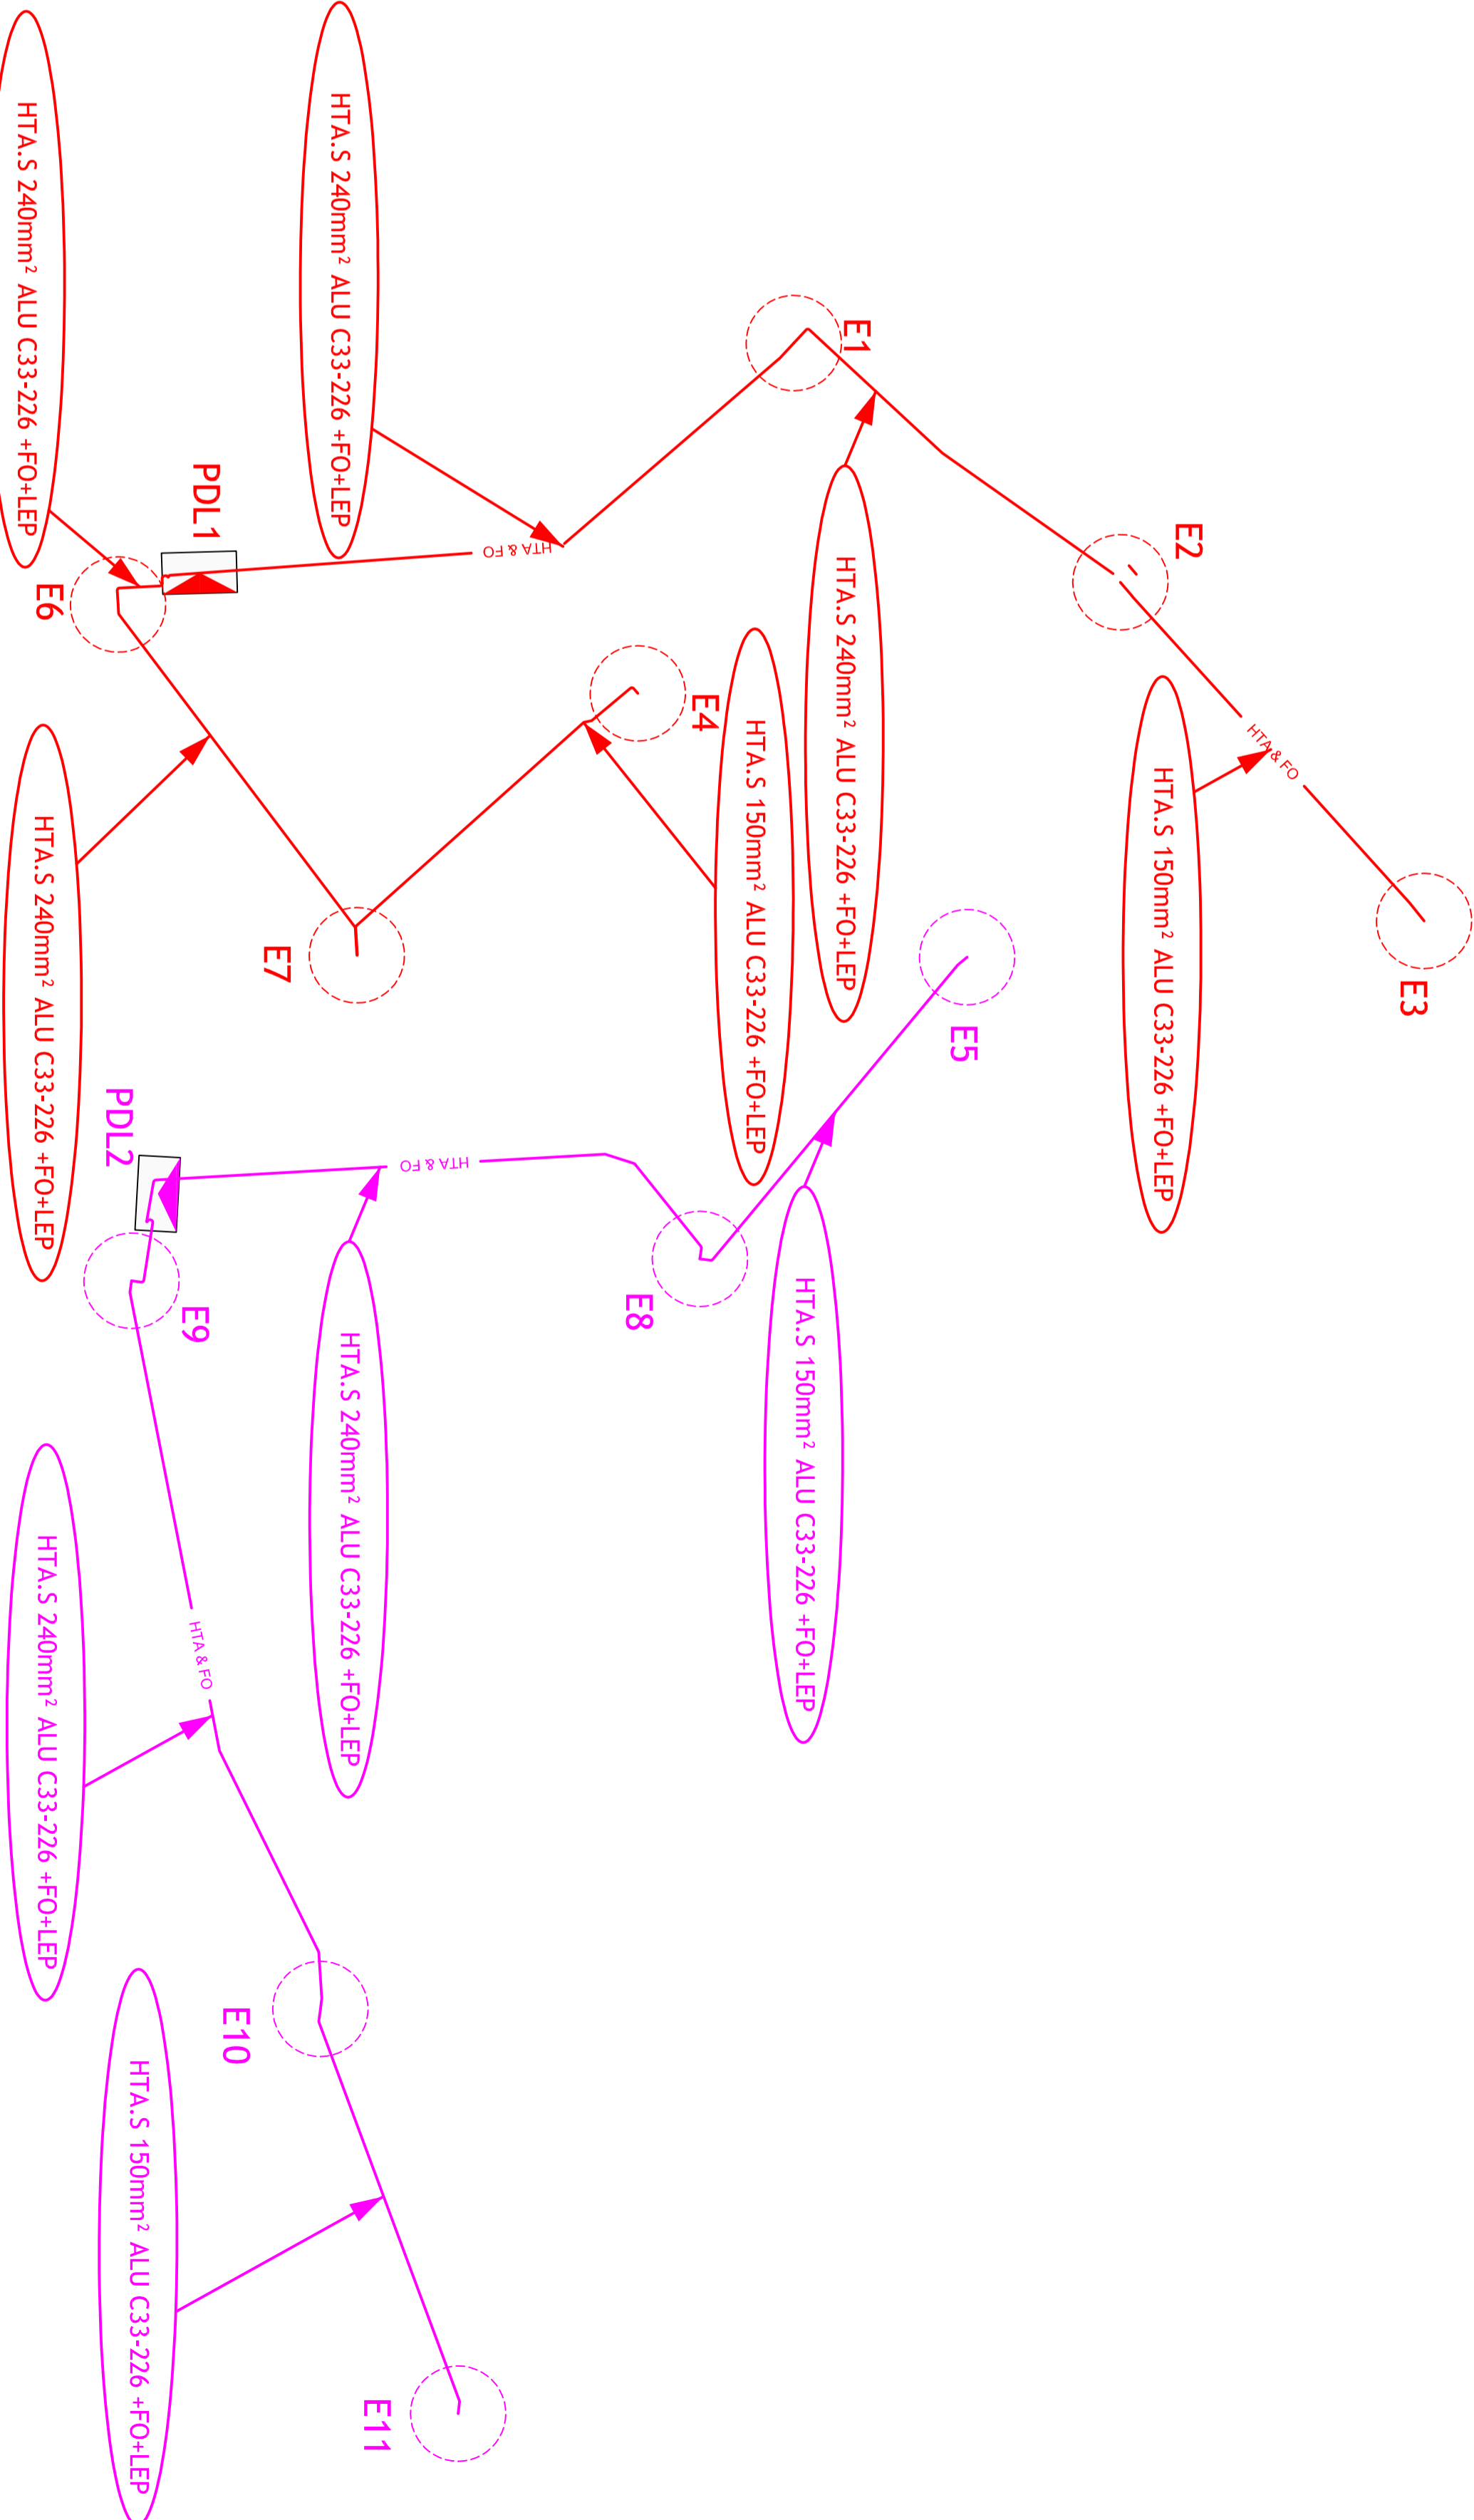 HTA.S 240mm² ALU C33-226 +FO+LEP
HTA.S 240mm² ALU C33-226 +FO+LEP
E1
PDL1
HTA & FO
E2
E6
E4
HTA.S 240mm² ALU C33-226 +FO+LEP
HTA.S 150mm² ALU C33-226 +FO+LEP
HTA & FO
HTA.S 150mm² ALU C33-226 +FO+LEP
HTA.S 240mm² ALU C33-226 +FO+LEP
E7
E3
E5
PDL2
HTA & FO
E9
E8
HTA.S 150mm² ALU C33-226 +FO+LEP
HTA.S 240mm² ALU C33-226 +FO+LEP
HTA.S 240mm² ALU C33-226 +FO+LEP
HTA & FO
E10
HTA.S 150mm² ALU C33-226 +FO+LEP
E11